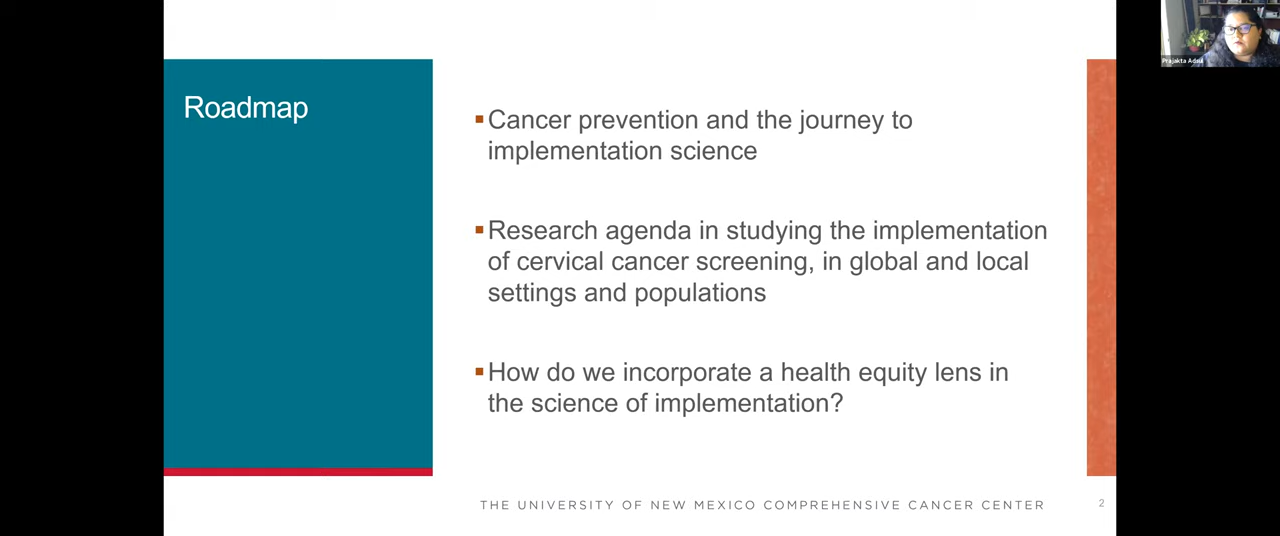 Prajakta Adsul
Roadmap
▪Cancer prevention and the journey to
implementation science
▪Research agenda in studying the implementation
of cervical cancer screening, in global and local
settings and populations
▪How do we incorporate a health equity lens in
the science of implementation?
THE UNIVERSITY OF NEW MEXICO COMPREHENSIVE CANCER CENTER
2